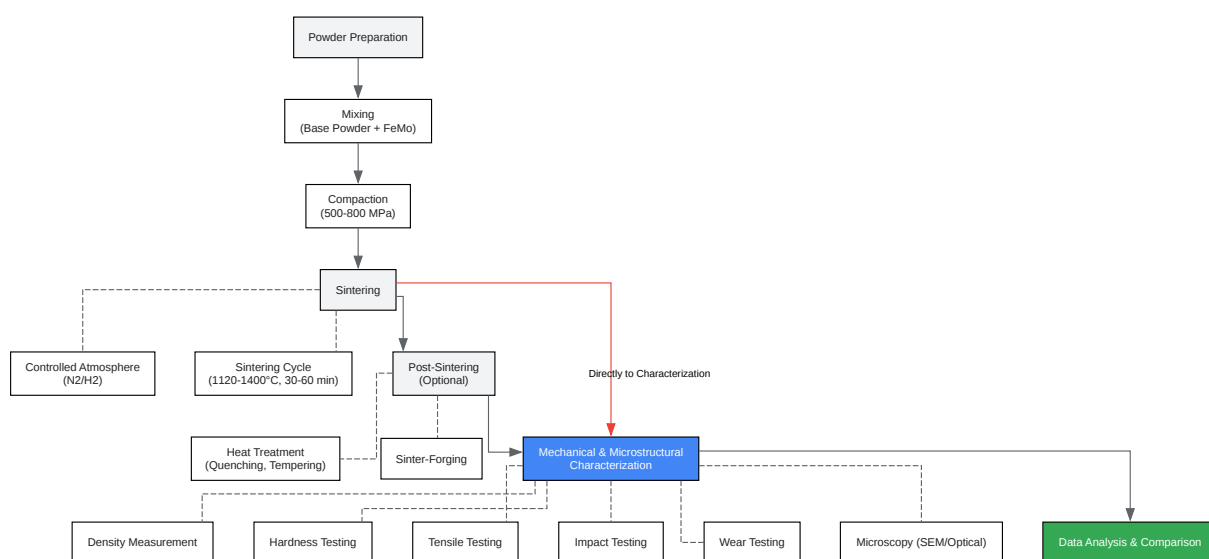 Powder Preparation
Mixing
(Base Powder + FeMo)
Compaction
(500-800 MPa)
Sintering
Controlled Atmosphere
(N2/H2)
Sintering Cycle
(1120-1400°C, 30-60 min)
Post-Sintering
(Optional)
Directly to Characterization
Heat Treatment
(Quenching, Tempering)
Sinter-Forging
Mechanical & Microstructural
Characterization
Density Measurement
Hardness Testing
Tensile Testing
Impact Testing
Wear Testing
Microscopy (SEM/Optical)
Data Analysis & Comparison